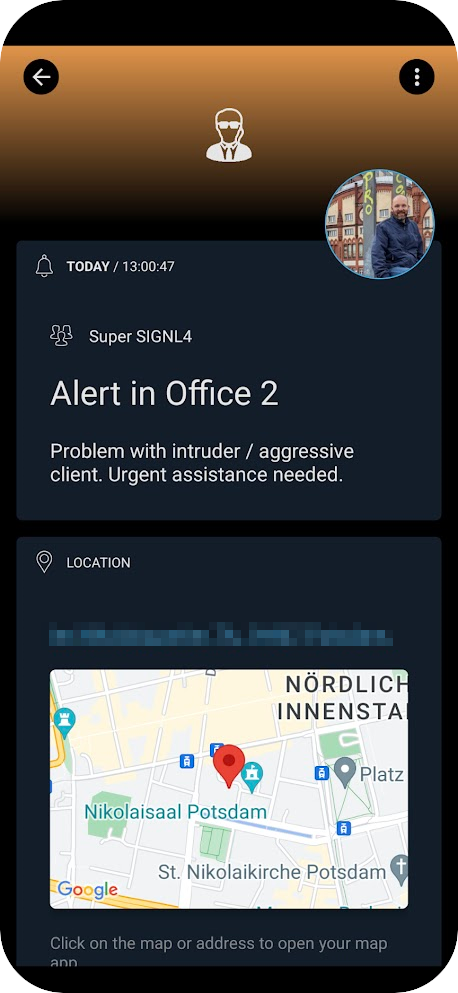 TODAY / 13:00:47
Super SIGNL4
Alert in Office 2
Problem with intruder / aggressive
client. Urgent assistance needed.
LOCATION
NÖRDLICH
INNENSTA
Platz
Nikolaisaal Potsdam
St. Nikolaikirche Potsdam
Google
Click on the map or address to open your map
app